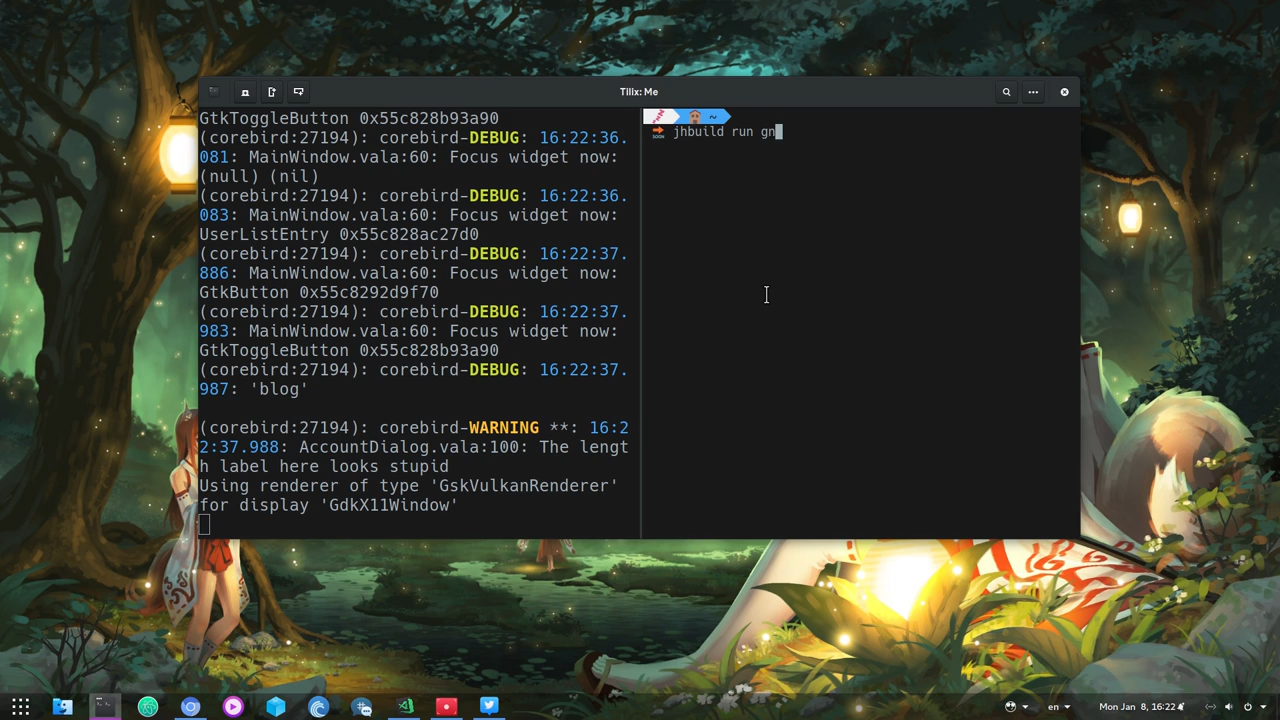 Tilix: Me
GtkToggleButton 0x55c828b93a90
(corebird:27194): corebird-DEBUG: 16:22:36.
081: MainWindow.vala:60: Focus widget now:
(null) (nil)
(corebird:27194): corebird-DEBUG: 16:22:36.
083: MainWindow.vala:60: Focus widget now:
UserListEntry 0x55c828ac27d0
(corebird:27194): corebird-DEBUG: 16:22:37.
886: MainWindow.vala:60: Focus widget now:
GtkButton 0x55c8292d9f70
(corebird:27194): corebird-DEBUG: 16:22:37.
983: MainWindow.vala:60: Focus widget now:
GtkToggleButton 0x55c828b93a90
(corebird:27194): corebird-DEBUG: 16:22:37.
987: 'blog'
(corebird:27194): corebird-WARNING **: 16:2
2:37.988: AccountDialog.vala:100: The lengt
h label here looks stupid
Using renderer of type 'GskVulkanRenderer'
for display 'GdkX11Window'
~
jhbuild run gn
en
Mon Jan 8, 16:22